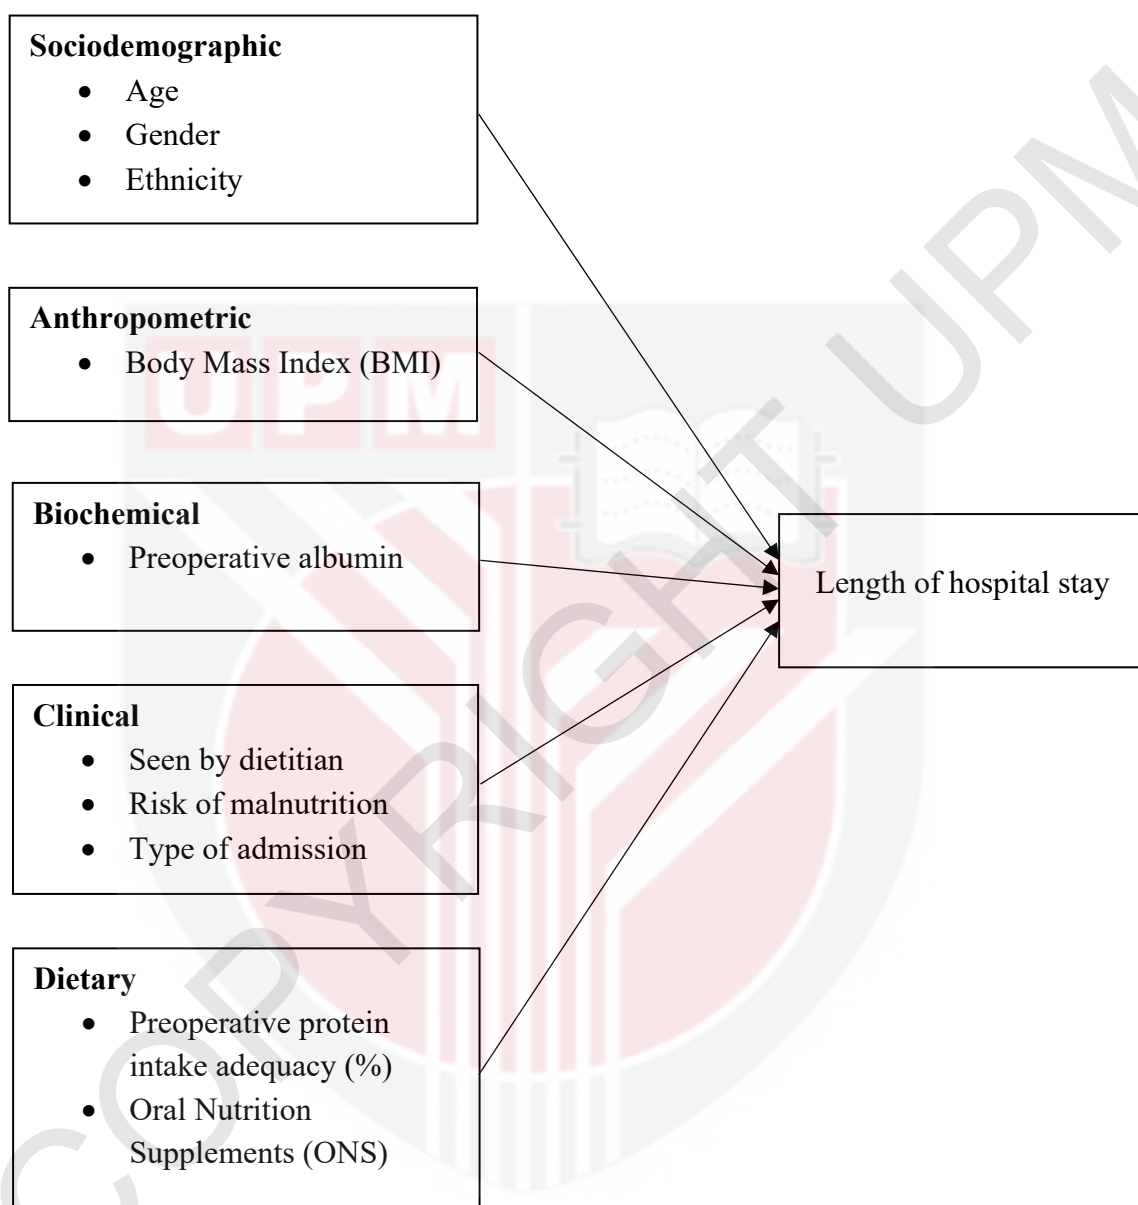 Sociodemographic
• Age
• Gender
• Ethnicity
Anthropometric
• Body Mass Index (BMI)
UPM
Biochemical
• Preoperative albumin
Length of hospital stay
Clinical
• Seen by dietitian
• Risk of malnutrition
• Type of admission
Dietary
• Preoperative protein
intake adequacy (%)
• Oral Nutrition
Supplements (ONS)
COPYRIGHT UPM